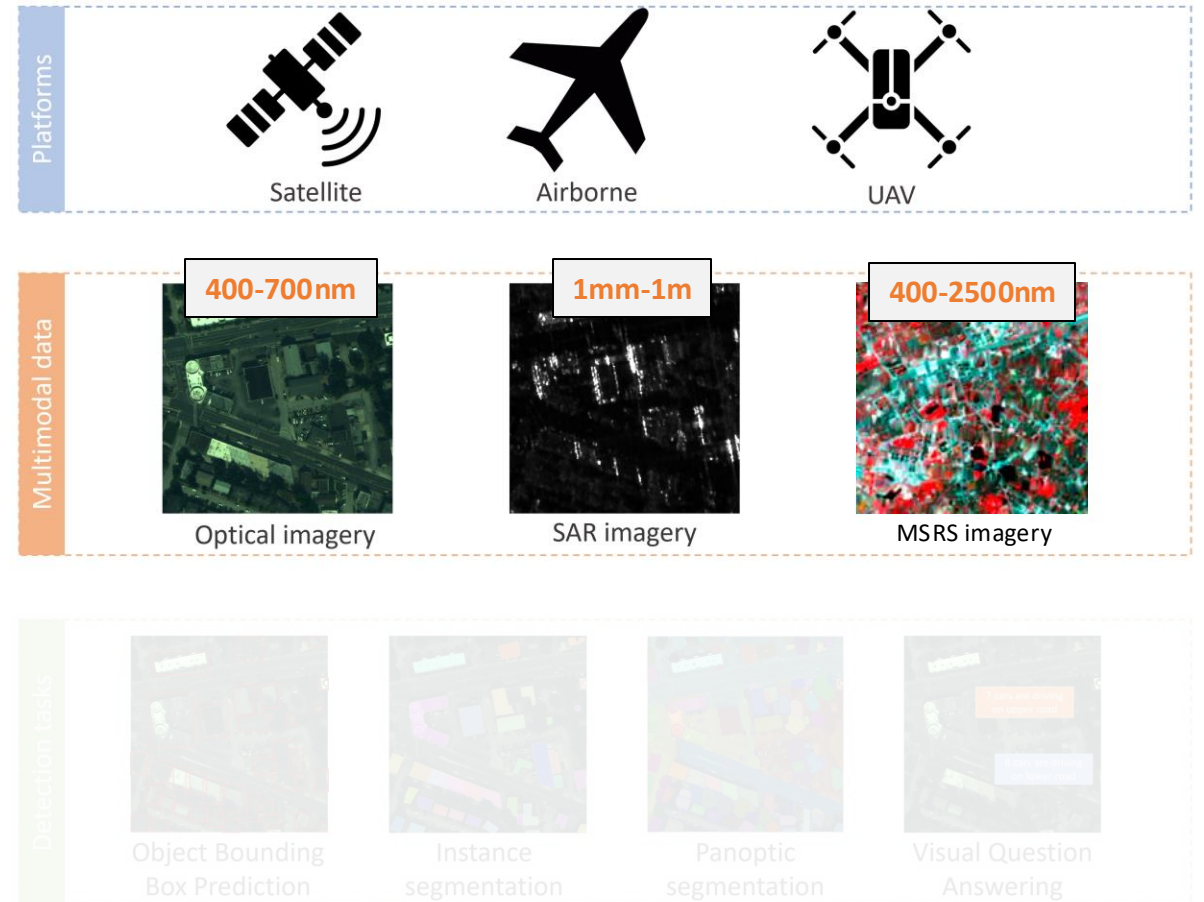 Platforms
Satellite
Airborne
UAV
Multimodal data
400-700nm
1mm-1m
400-2500nm
Optical imagery
SAR imagery
MSRS imagery
Detection tasks
Object Bounding
Box Prediction
Instance
segmentation
Panoptic
segmentation
Visual Question
Answering